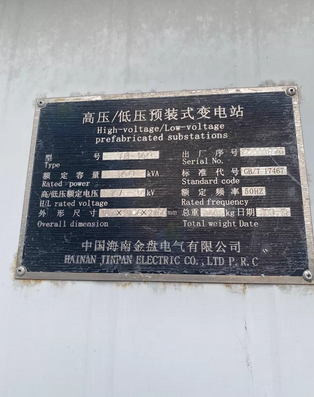 高压/低压预装式变电站
High-voltage/Low-voltage
prefabricated substations
型号 出厂序号
Type Serial No.
额定容量 kVA 标准代号 GB/T 17467
Rated power Standard code
高/低压额定电压 kV 额定频率 50HZ
H/L rated voltage Rated frequency
外形尺寸 × × 总重 kg 日期
Overall dimension Total weight Date
中国海南金盘电气有限公司
HAINAN JINPAN ELECTRIC CO.,LTD P.R.C